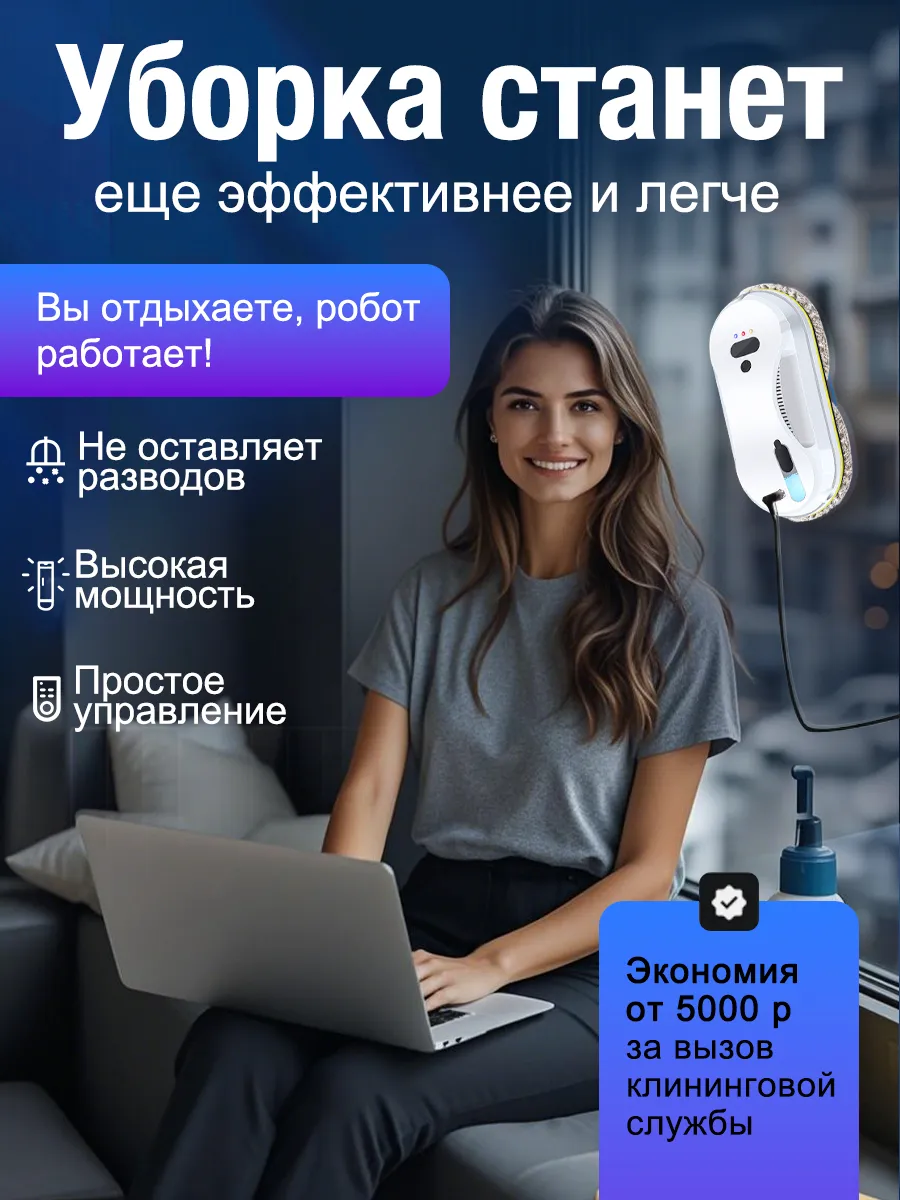 Уборка станет
еще эффективнее и легче
Вы отдыхаете, робот
работает!
Не оставляет
разводов
Высокая
мощность
Простое
управление
Экономия
от 5000 р
за вызов
клининговой
службы